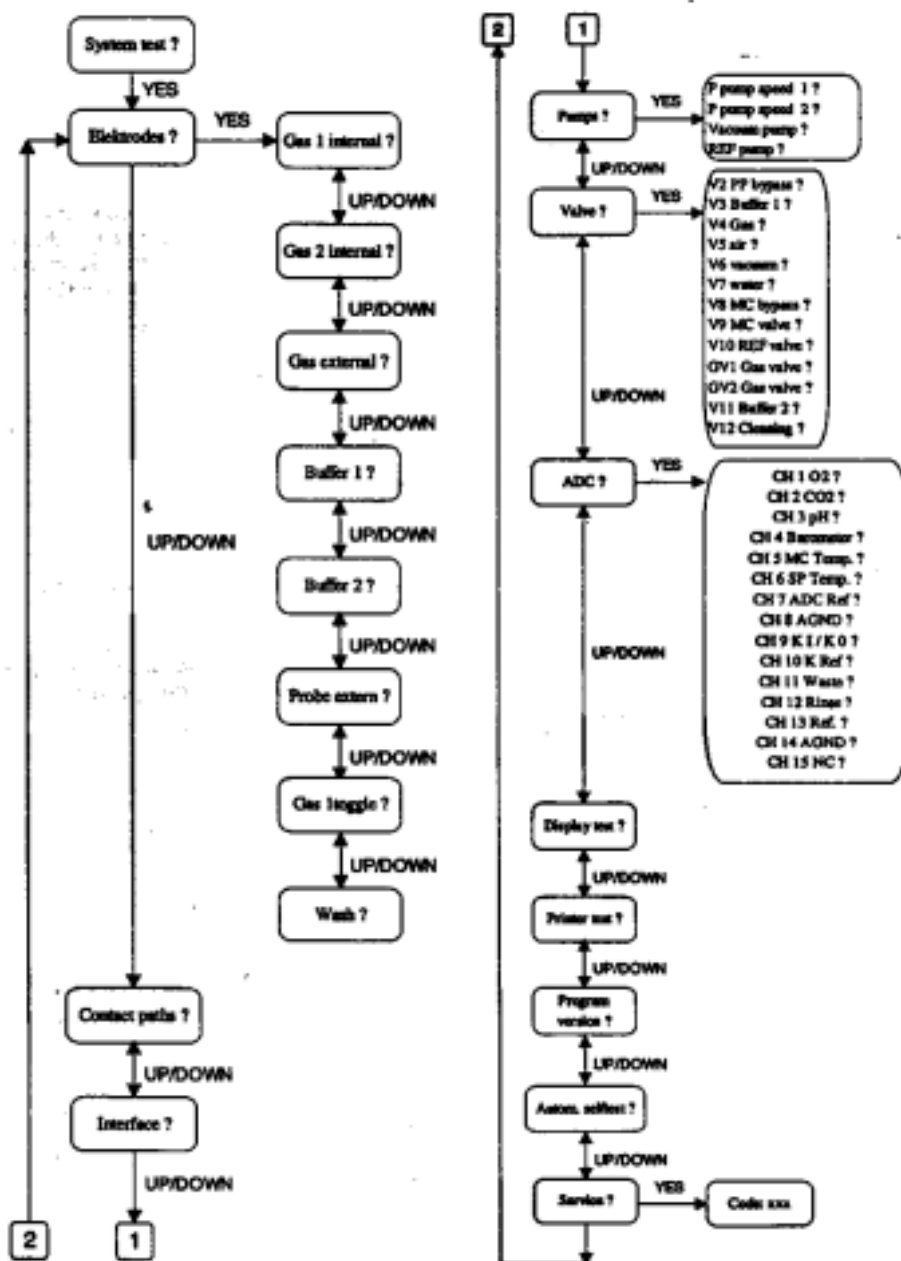 System test ?
YES
Elektrodes ?
YES
Gas 1 internal ?
UP/DOWN
Gas 2 internal ?
UP/DOWN
Gas external ?
UP/DOWN
Buffer 1 ?
UP/DOWN
UP/DOWN
Buffer 2 ?
UP/DOWN
Probe extern ?
UP/DOWN
Gas 1toggle ?
UP/DOWN
Wash ?
Contact paths ?
UP/DOWN
Interface ?
UP/DOWN
2
1
2
1
Pumps ?
YES
P pump speed 1 ?
P pump speed 2 ?
Vacuum pump ?
REF pump ?
UP/DOWN
Valve ?
YES
V2 PP bypass ?
V3 Buffer 1 ?
V4 Gas ?
V5 air ?
V6 vacuum ?
V7 water ?
V8 MC bypass ?
V9 MC valve ?
V10 REF valve ?
GV1 Gas valve ?
GV2 Gas valve ?
V11 Buffer 2 ?
V12 Cleaning ?
UP/DOWN
ADC ?
YES
CH 1 O2 ?
CH 2 CO2 ?
CH 3 pH ?
CH 4 Barometer ?
CH 5 MC Temp. ?
CH 6 SP Temp. ?
CH 7 ADC Ref ?
CH 8 AGND ?
CH 9 K I / K 0 ?
CH 10 K Ref ?
CH 11 Waste ?
CH 12 Rinse ?
CH 13 Ref. ?
CH 14 AGND ?
CH 15 NC ?
UP/DOWN
Display test ?
UP/DOWN
Printer test ?
UP/DOWN
Program
version ?
UP/DOWN
Autom. selftest ?
UP/DOWN
Service ?
YES
Code: xxx